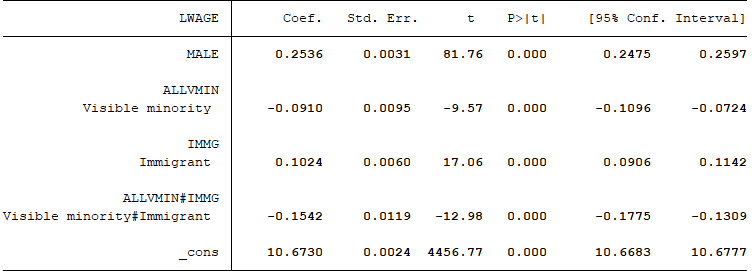 LWAGE Coef. Std. Err. t P>|t| [95% Conf. Interval]
MALE 0.2536 0.0031 81.76 0.000 0.2475 0.2597
ALLVMIN
Visible minority -0.0910 0.0095 -9.57 0.000 -0.1096 -0.0724
IMMG
Immigrant 0.1024 0.0060 17.06 0.000 0.0906 0.1142
ALLVMIN#IMMG
Visible minority#Immigrant -0.1542 0.0119 -12.98 0.000 -0.1775 -0.1309
_cons 10.6730 0.0024 4456.77 0.000 10.6683 10.6777